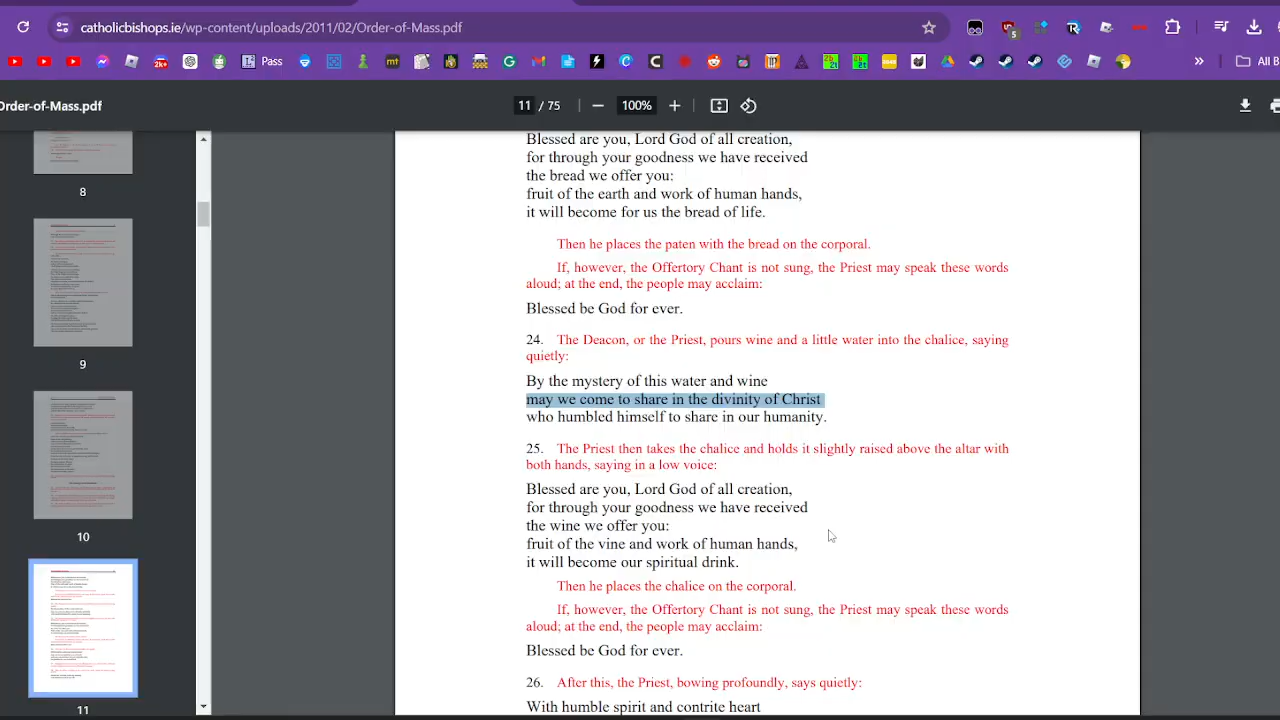 catholicbishops.ie/wp-content/uploads/2011/02/Order-of-Mass.pdf
5
2k+
Pass
mt
»
All B
Order-of-Mass.pdf
11 / 75
100%
8
9
10
11
Blessed are you, Lord God of all creation,
for through your goodness we have received
the bread we offer you:
fruit of the earth and work of human hands,
it will become for us the bread of life.
Then he places the paten with the bread on the corporal.
If, however, the Offertory Chant is not sung, the Priest may speak these words
aloud; at the end, the people may acclaim:
Blessed be God for ever.
24. The Deacon, or the Priest, pours wine and a little water into the chalice, saying
quietly:
By the mystery of this water and wine
may we come to share in the divinity of Christ
who humbled himself to share in our humanity.
25. The Priest then takes the chalice and holds it slightly raised above the altar with
both hands, saying in a low voice:
Blessed are you, Lord God of all creation,
for through your goodness we have received
the wine we offer you:
fruit of the vine and work of human hands,
it will become our spiritual drink.
Then he places the chalice on the corporal.
If, however, the Offertory Chant is not sung, the Priest may speak these words
aloud; at the end, the people may acclaim:
Blessed be God for ever.
26. After this, the Priest, bowing profoundly, says quietly:
With humble spirit and contrite heart